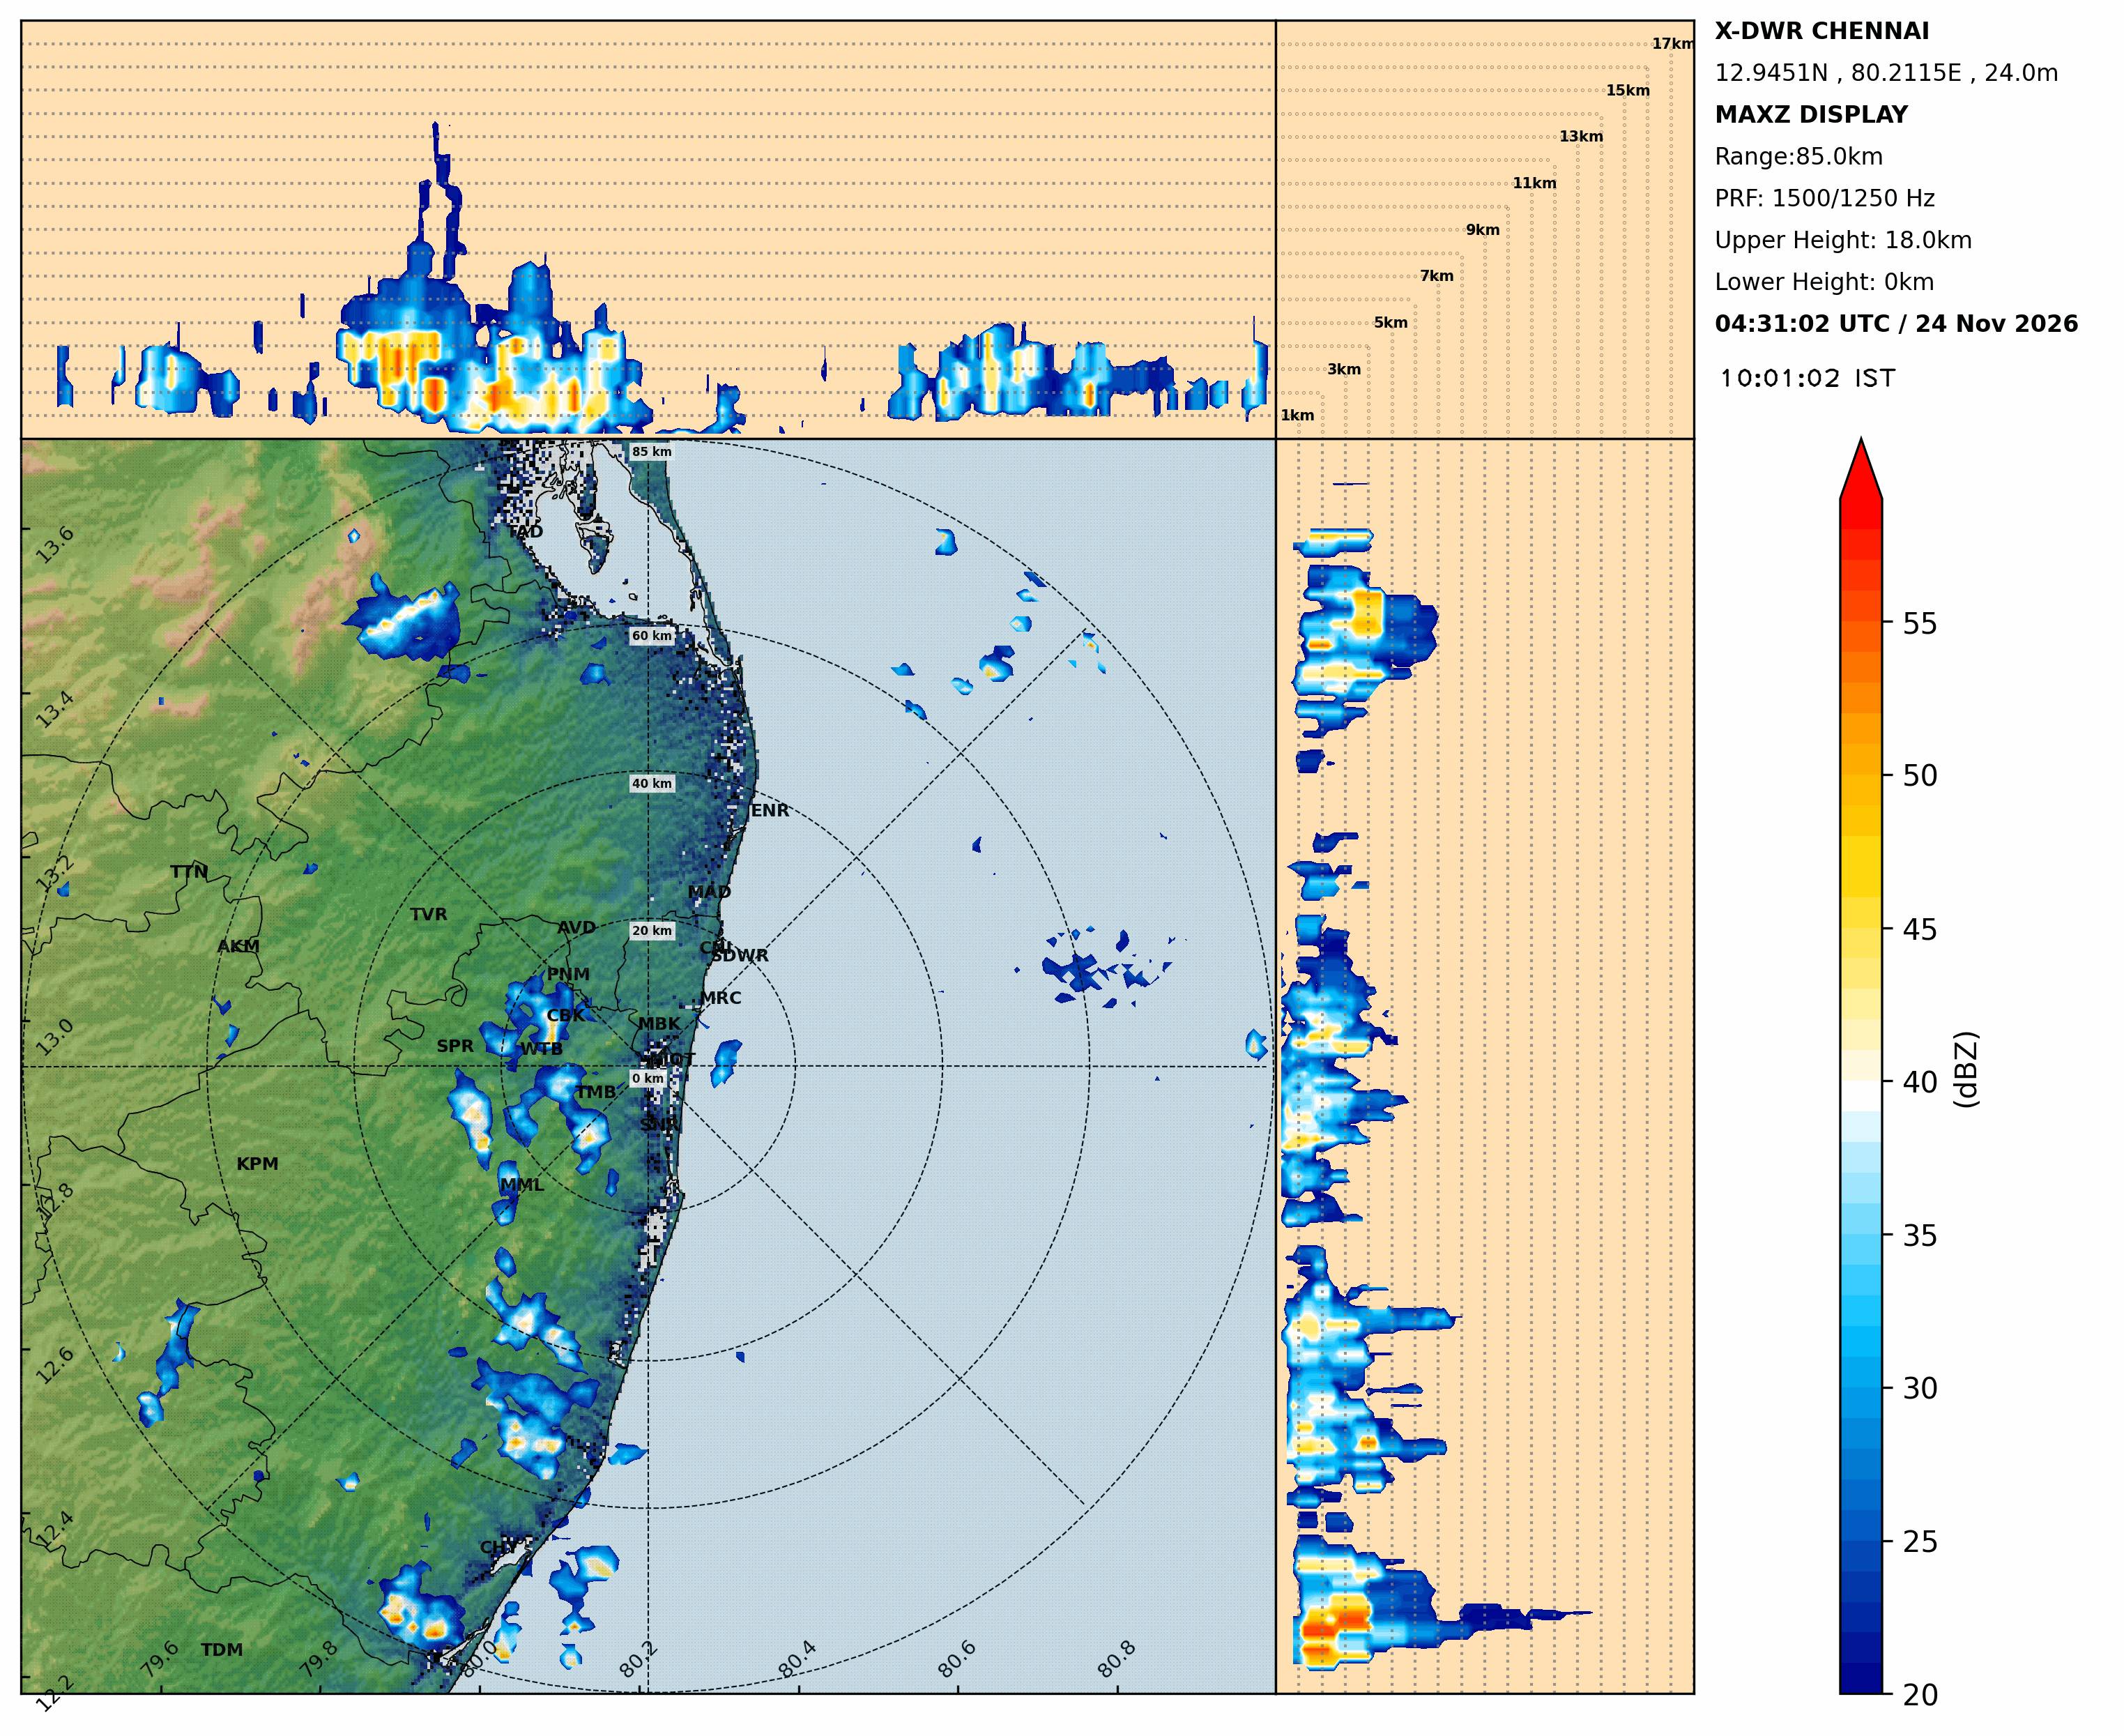 X-DWR CHENNAI
12.9451N , 80.2115E , 24.0m
MAXZ DISPLAY
Range:85.0km
PRF: 1500/1250 Hz
Upper Height: 18.0km
Lower Height: 0km
04:31:02 UTC / 24 Nov 2026
10:01:02 IST
17km
15km
13km
11km
9km
7km
5km
3km
1km
85 km
TAD
13.6
60 km
13.4
40 km
ENR
13.2
TTN
MAD
TVR
AVD
20 km
AKM
SDWR
PNM
MRC
CBK
MBK
13.0
SPR
WTB
0 km
TMB
SNR
KPM
MML
12.8
12.6
12.4
CHY
TDM
12.2
79.6
79.8
80.0
80.2
80.4
80.6
80.8
55
50
45
40
35
30
25
20
(dBZ)